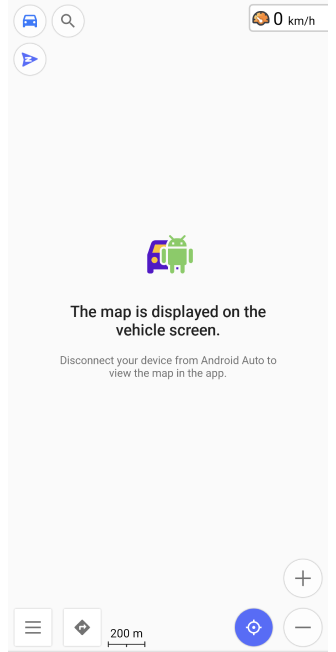 0 km/h
The map is displayed on the
vehicle screen.
Disconnect your device from Android Auto to
view the map in the app.
200 m